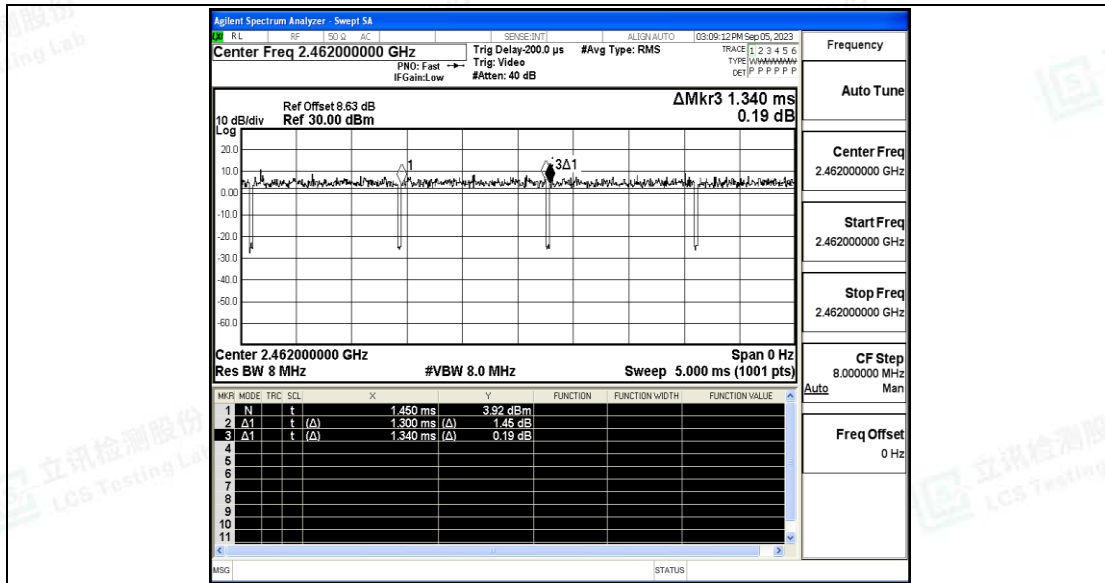 Agilent Spectrum Analyzer - Swept SA
RL RF 50 Ω AC SENSE:INT ALIGN AUTO 03:09:12 PM Sep 05, 2023
Center Freq 2.462000000 GHz
PNO: Fast
IFGain:Low
Trig Delay-200.0 µs
Trig: Video
#Atten: 40 dB
#Avg Type: RMS
TRACE 1 2 3 4 5 6
TYPE
DET P P P P P P
Ref Offset 8.63 dB
10 dB/div Ref 30.00 dBm
Log
ΔMkr3 1.340 ms
0.19 dB
20.0
10.0
0.00
-10.0
-20.0
-30.0
-40.0
-50.0
-60.0
1
3Δ1
Center 2.462000000 GHz Span 0 Hz
Res BW 8 MHz #VBW 8.0 MHz Sweep 5.000 ms (1001 pts)
MKR MODE TRC SCL X Y FUNCTION FUNCTION WIDTH FUNCTION VALUE
1 N t 1.450 ms 3.92 dBm
2 Δ1 t (Δ) 1.300 ms (Δ) 1.45 dB
3 Δ1 t (Δ) 1.340 ms (Δ) 0.19 dB
4
5
6
7
8
9
10
11
MSG STATUS
Frequency
Auto Tune
Center Freq
2.462000000 GHz
Start Freq
2.462000000 GHz
Stop Freq
2.462000000 GHz
CF Step
8.000000 MHz
Auto Man
Freq Offset
0 Hz
立讯检测股份
LCS Testing Lab
立讯检测股
LCS Testing